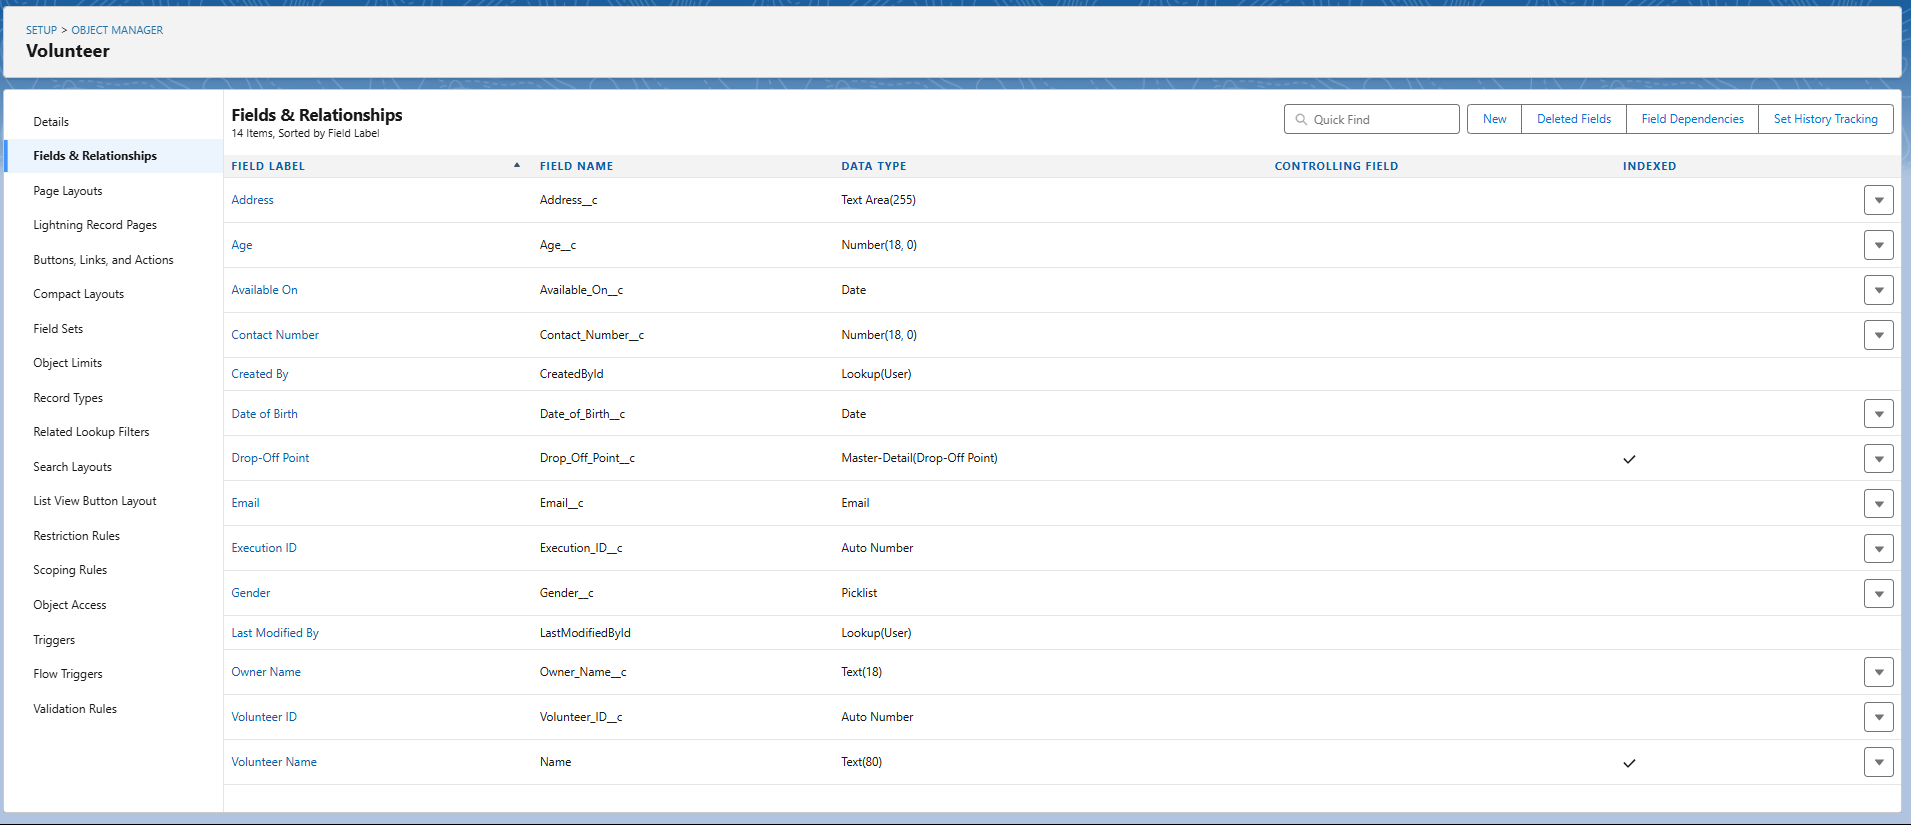 SETUP > OBJECT MANAGER
Volunteer
Details
Fields & Relationships
Page Layouts
Lightning Record Pages
Buttons, Links, and Actions
Compact Layouts
Field Sets
Object Limits
Record Types
Related Lookup Filters
Search Layouts
List View Button Layout
Restriction Rules
Scoping Rules
Object Access
Triggers
Flow Triggers
Validation Rules
Fields & Relationships
14 Items, Sorted by Field Label
Quick Find New Deleted Fields Field Dependencies Set History Tracking
FIELD LABEL FIELD NAME DATA TYPE CONTROLLING FIELD INDEXED
Address Address__c Text Area(255)
Age Age__c Number(18, 0)
Available On Available_On__c Date
Contact Number Contact_Number__c Number(18, 0)
Created By CreatedById Lookup(User)
Date of Birth Date_of_Birth__c Date
Drop-Off Point Drop_Off_Point__c Master-Detail(Drop-Off Point)
Email Email__c Email
Execution ID Execution_ID__c Auto Number
Gender Gender__c Picklist
Last Modified By LastModifiedById Lookup(User)
Owner Name Owner_Name__c Text(18)
Volunteer ID Volunteer_ID__c Auto Number
Volunteer Name Name Text(80)